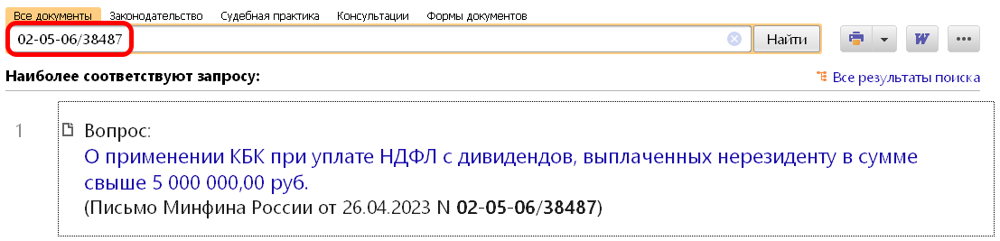 Все документы Законодательство Судебная практика Консультации Формы документов
02-05-06/38487 Найти W
Наиболее соответствуют запросу: Все результаты поиска
1 Вопрос:
О применении КБК при уплате НДФЛ с дивидендов, выплаченных нерезиденту в сумме
свыше 5 000 000,00 руб.
(Письмо Минфина России от 26.04.2023 N 02-05-06/38487)